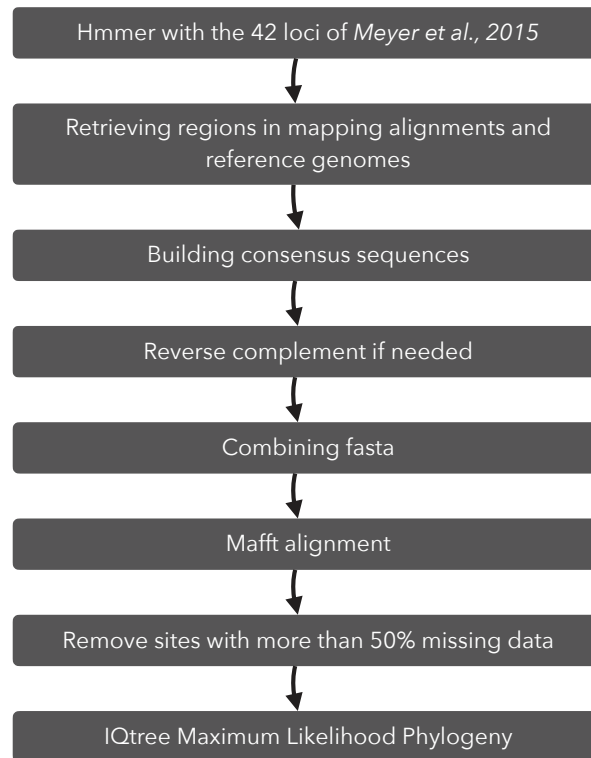 Hmmer with the 42 loci of Meyer et al., 2015
Retrieving regions in mapping alignments and
reference genomes
Building consensus sequences
Reverse complement if needed
Combining fasta
Mafft alignment
Remove sites with more than 50% missing data
IQtree Maximum Likelihood Phylogeny